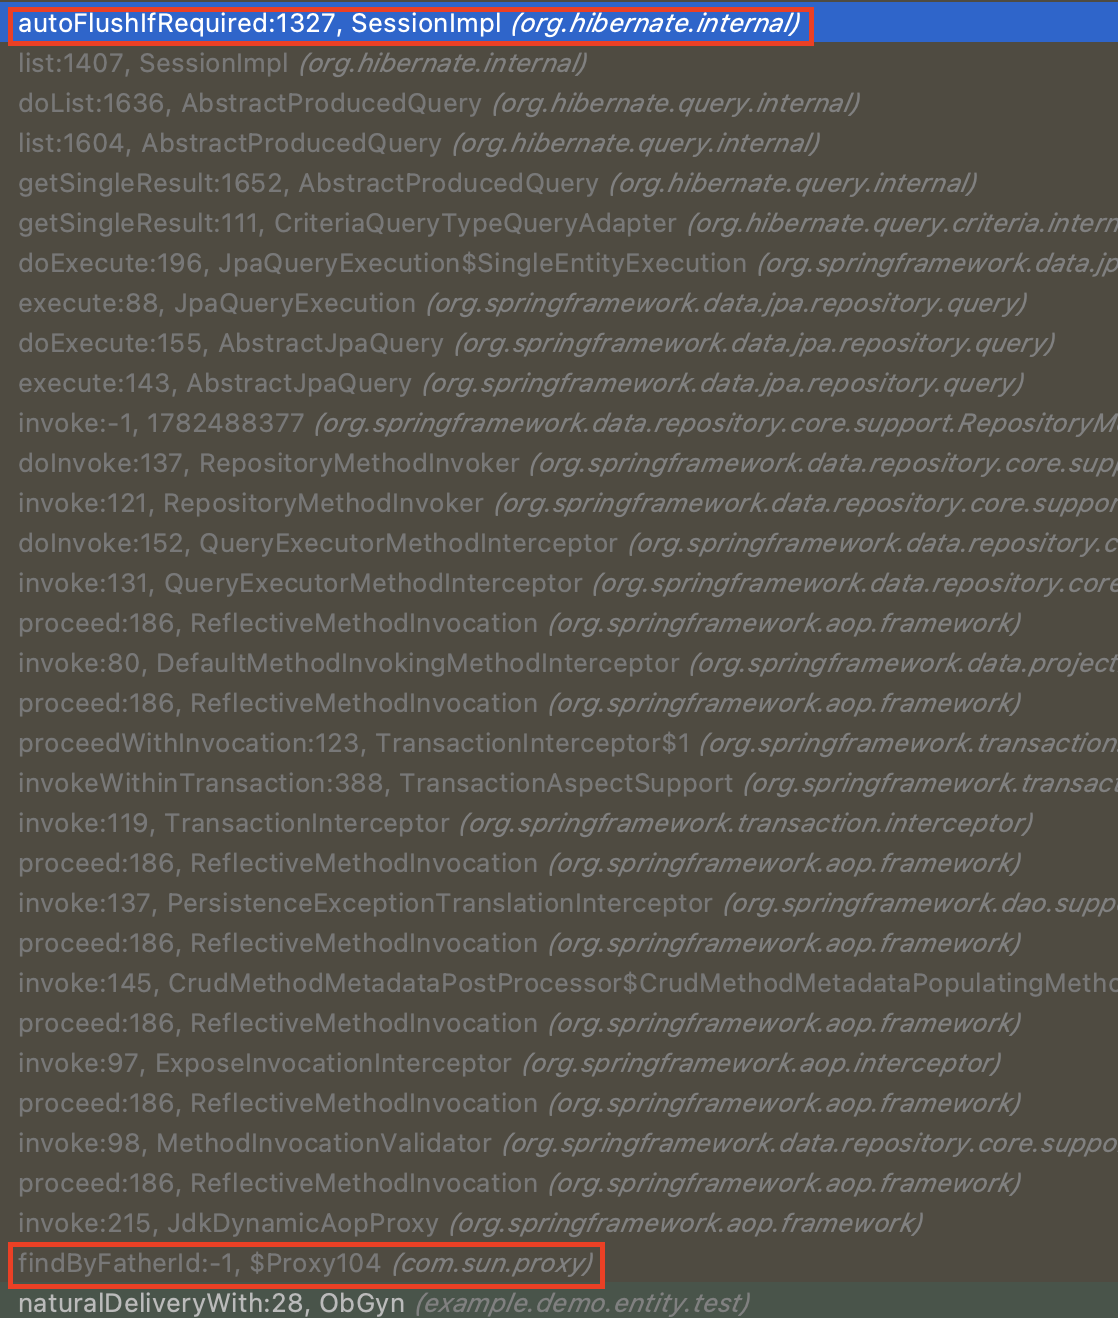 autoFlushIfRequired:1327, SessionImpl (org.hibernate.internal)
list:1407, SessionImpl (org.hibernate.internal)
doList:1636, AbstractProducedQuery (org.hibernate.query.internal)
list:1604, AbstractProducedQuery (org.hibernate.query.internal)
getSingleResult:1652, AbstractProducedQuery (org.hibernate.query.internal)
getSingleResult:111, CriteriaQueryTypeQueryAdapter (org.hibernate.query.criteria.intern
doExecute:196, JpaQueryExecution$SingleEntityExecution (org.springframework.data.jp
execute:88, JpaQueryExecution (org.springframework.data.jpa.repository.query)
doExecute:155, AbstractJpaQuery (org.springframework.data.jpa.repository.query)
execute:143, AbstractJpaQuery (org.springframework.data.jpa.repository.query)
invoke:-1, 1782488377 (org.springframework.data.repository.core.support.RepositoryM
doInvoke:137, RepositoryMethodInvoker (org.springframework.data.repository.core.supp
invoke:121, RepositoryMethodInvoker (org.springframework.data.repository.core.suppor
doInvoke:152, QueryExecutorMethodInterceptor (org.springframework.data.repository.c
invoke:131, QueryExecutorMethodInterceptor (org.springframework.data.repository.core
proceed:186, ReflectiveMethodInvocation (org.springframework.aop.framework)
invoke:80, DefaultMethodInvokingMethodInterceptor (org.springframework.data.project
proceed:186, ReflectiveMethodInvocation (org.springframework.aop.framework)
proceedWithInvocation:123, TransactionInterceptor$1 (org.springframework.transaction.
invokeWithinTransaction:388, TransactionAspectSupport (org.springframework.transact
invoke:119, TransactionInterceptor (org.springframework.transaction.interceptor)
proceed:186, ReflectiveMethodInvocation (org.springframework.aop.framework)
invoke:137, PersistenceExceptionTranslationInterceptor (org.springframework.dao.supp
proceed:186, ReflectiveMethodInvocation (org.springframework.aop.framework)
invoke:145, CrudMethodMetadataPostProcessor$CrudMethodMetadataPopulatingMetho
proceed:186, ReflectiveMethodInvocation (org.springframework.aop.framework)
invoke:97, ExposeInvocationInterceptor (org.springframework.aop.interceptor)
proceed:186, ReflectiveMethodInvocation (org.springframework.aop.framework)
invoke:98, MethodInvocationValidator (org.springframework.data.repository.core.suppo
proceed:186, ReflectiveMethodInvocation (org.springframework.aop.framework)
invoke:215, JdkDynamicAopProxy (org.springframework.aop.framework)
findByFatherId:-1, $Proxy104 (com.sun.proxy)
naturalDeliveryWith:28, ObGyn (example.demo.entity.test)